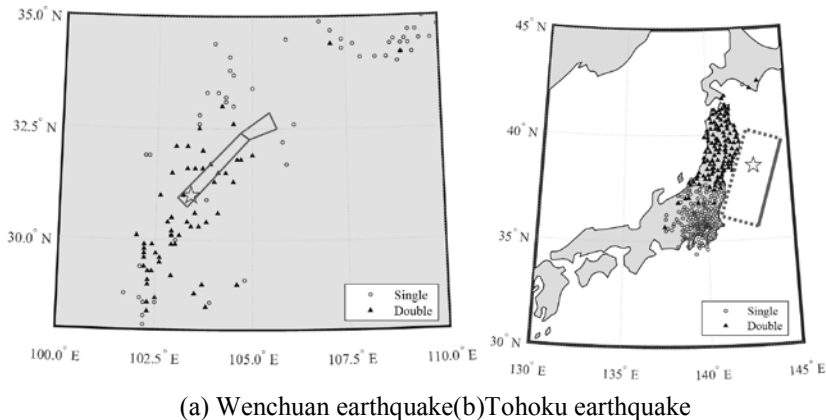 35.0° N
32.5° N
30.0° N
100.0° E
102.5° E
105.0° E
107.5° E
110.0° E
Single
Double
45° N
40° N
35° N
30° N
130° E
135° E
140° E
145° E
Single
Double
(a) Wenchuan earthquake(b)Tohoku earthquake